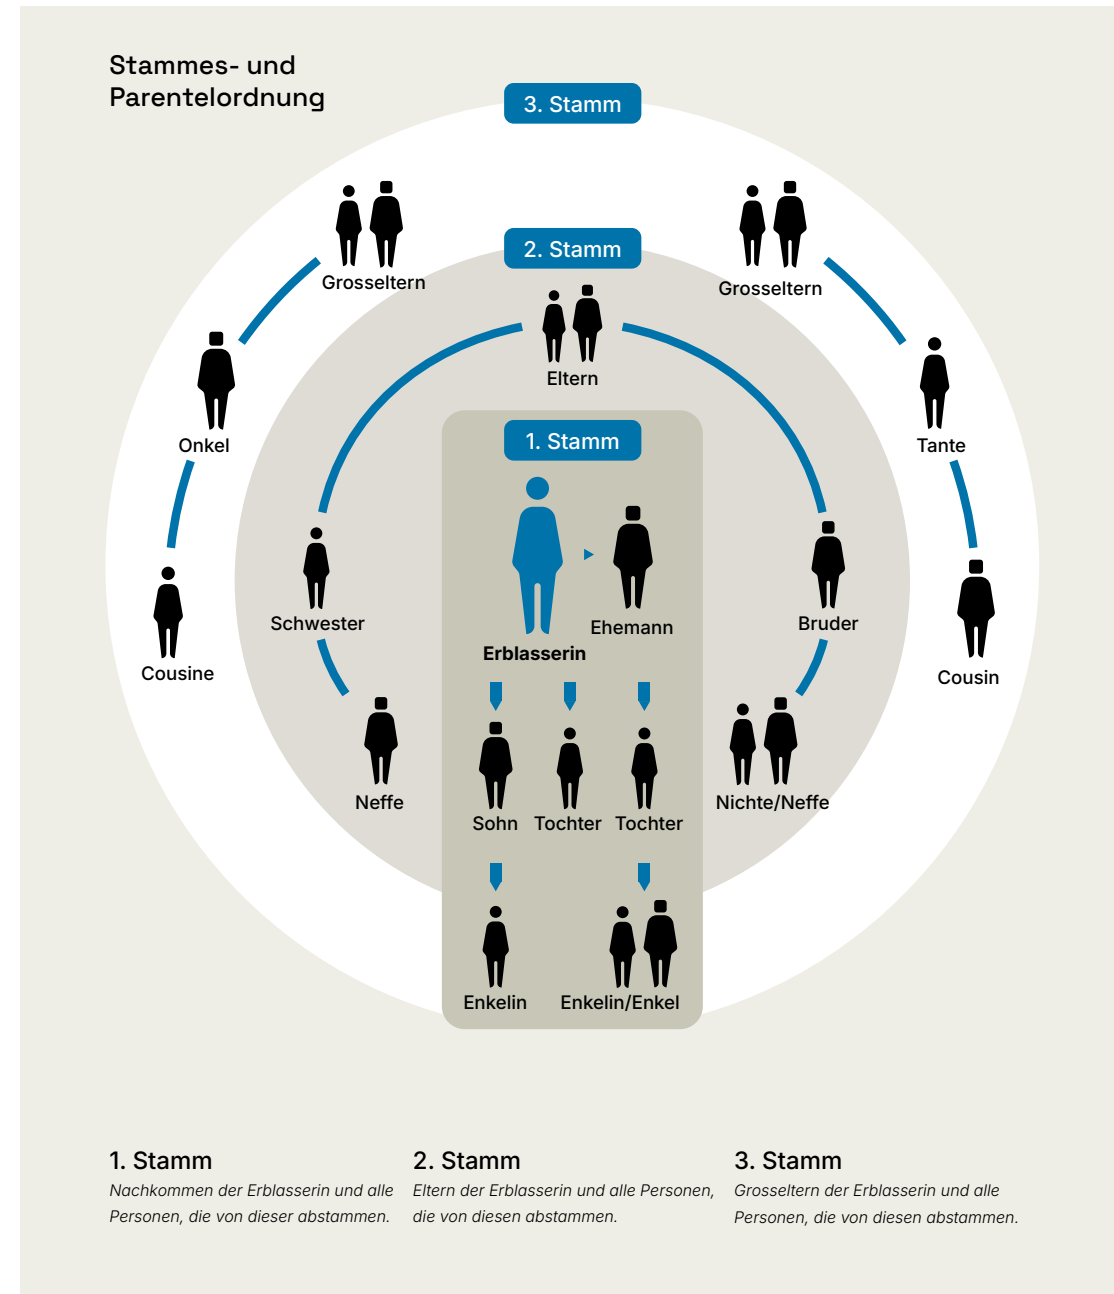 Stammes- und
Parentelordnung
3. Stamm
2. Stamm
Grosseltern
Grosseltern
Eltern
1. Stamm
Onkel
Tante
Schwester
Ehemann
Bruder
Erblasserin
Cousine
Cousin
Neffe
Nichte/Neffe
Sohn
Tochter
Tochter
Enkelin
Enkelin/Enkel
1. Stamm
Nachkommen der Erblasserin und alle
Personen, die von dieser abstammen.
2. Stamm
Eltern der Erblasserin und alle Personen,
die von diesen abstammen.
3. Stamm
Grosseltern der Erblasserin und alle
Personen, die von diesen abstammen.